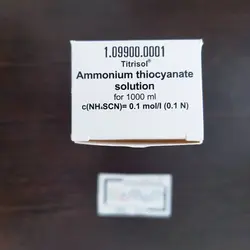 1.09900.0001
Titrisol®
Ammonium thiocyanate
solution
for 1000 ml
c(NH₄SCN)= 0.1 mol/l (0.1 N)